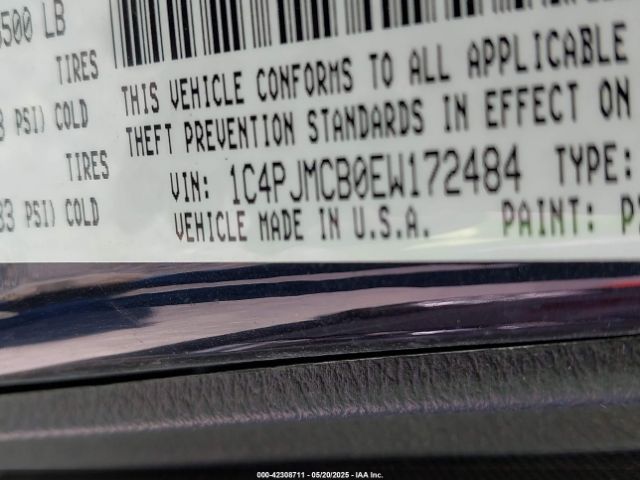 500 LB
TIRES
PSI) COLD
TIRES
33 PSI) COLD
THIS VEHICLE CONFORMS TO ALL APPLICABLE
THEFT PREVENTION STANDARDS IN EFFECT ON
VIN: 1C4PJMCB0EW172484 TYPE:
VEHICLE MADE IN U.S.A. PAINT:
000-42308711 - 05/20/2025 - IAA Inc.